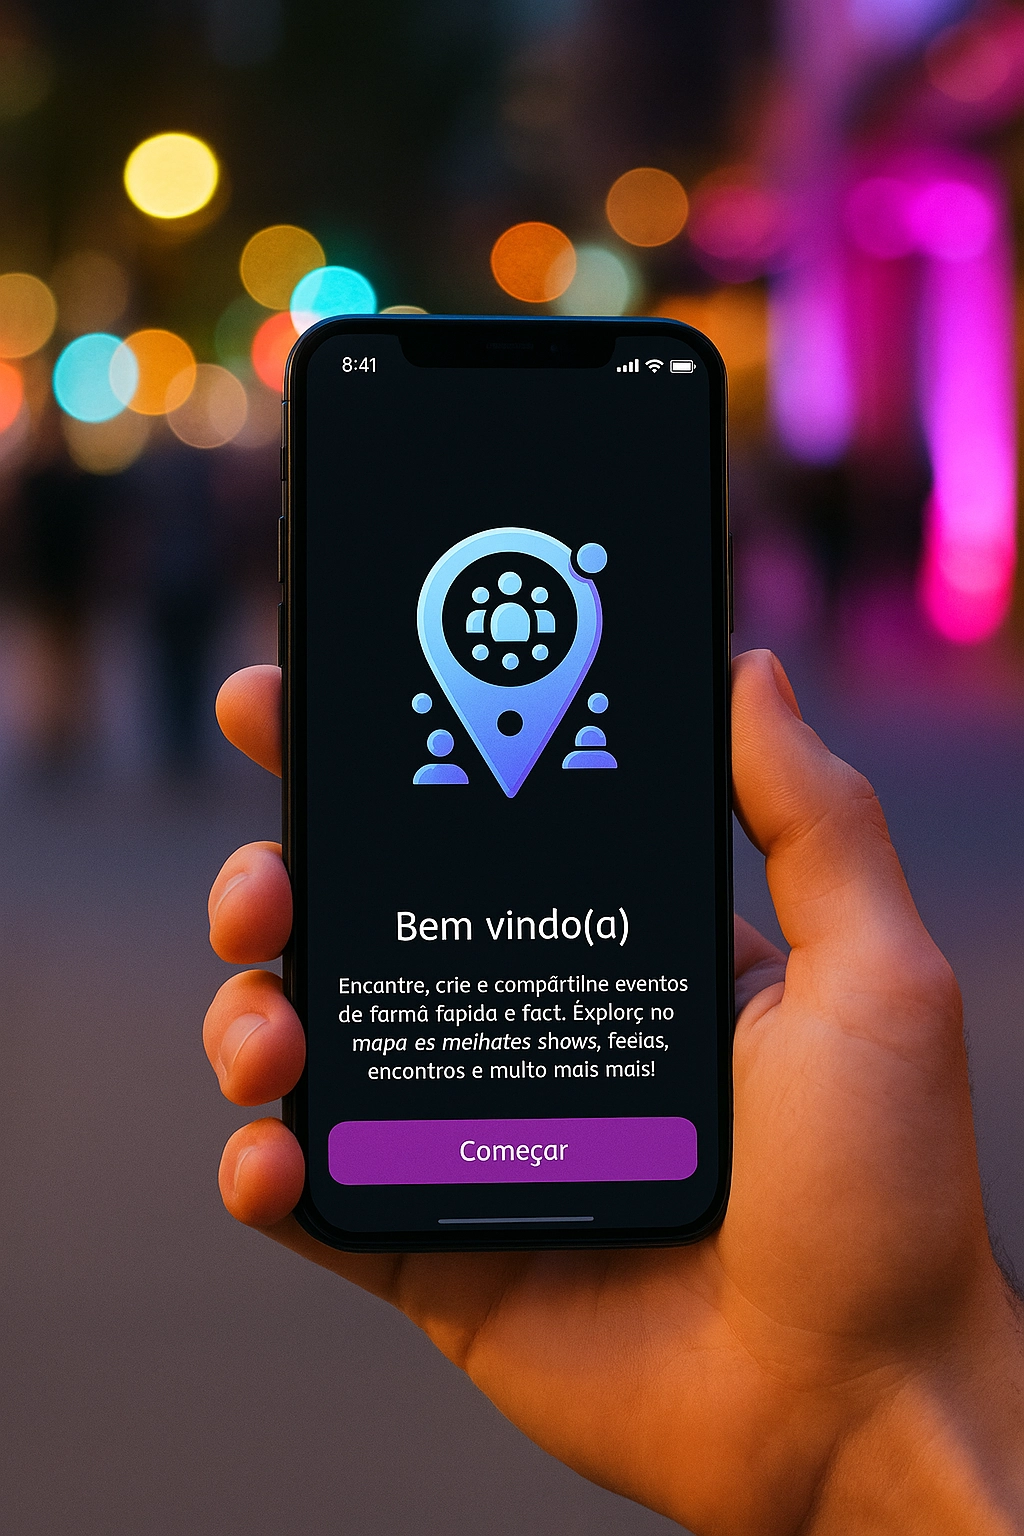 8:41
Bem vindo(a)
Encantre, crie e compãrtilne eventos
de farmâ fapida e fact. Éxplorç no
mapa es meihates shows, feeias,
encontros e multo mais mais!
Começar